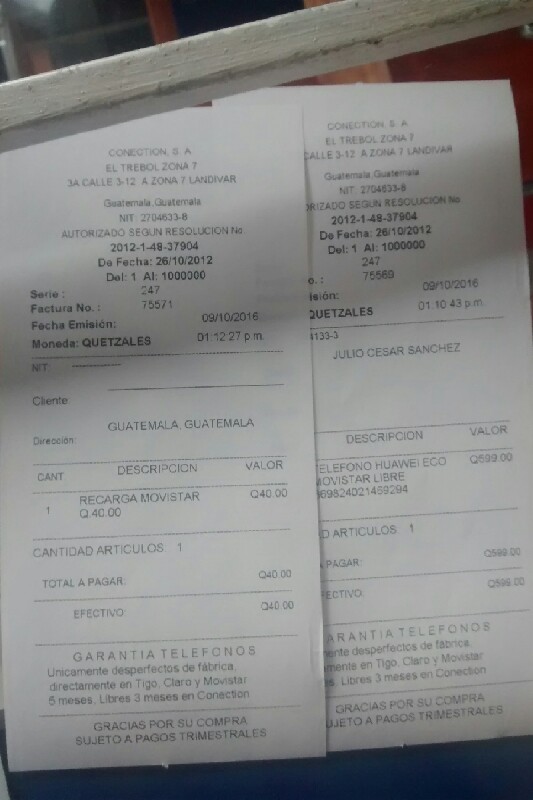 CONECTION, S. A
EL TREBOL ZONA 7
3A CALLE 3-12 A ZONA 7 LANDIVAR
Guatemala,Guatemala
NIT: 2704633-8
AUTORIZADO SEGUN RESOLUCION No
2012-1-48-37904
De Fecha: 26/10/2012
Del: 1 Al: 1000000
Serie : 247
Factura No. : 75571
Fecha Emisión: 09/10/2016
Moneda: QUETZALES 01:12:27 p.m.
NIT:
Cliente:
GUATEMALA, GUATEMALA
Dirección:
CANT DESCRIPCION VALOR
1 RECARGA MOVISTAR Q40.00
Q.40.00
CANTIDAD ARTICULOS 1
TOTAL A PAGAR: Q40.00
EFECTIVO: Q40.00
GARANTIA TELEFONOS
Unicamente desperfectos de fábrica,
directamente en Tigo, Claro y Movistar
6 meses, Libres 3 meses en Conection
GRACIAS POR SU COMPRA
SUJETO A PAGOS TRIMESTRALES
CONECTION, S. A
EL TREBOL ZONA 7
CALLE 3-12 A ZONA 7 LANDIVAR
Guatemala,Guatemala
NIT: 2704633-8
ORIZADO SEGUN RESOLUCION No
2012-1-48-37904
De Fecha: 26/10/2012
Del: 1 Al: 1000000
247
o. : 75569
isión: 09/10/2016
QUETZALES 01:10:43 p.m.
4133-3
JULIO CESAR SANCHEZ
DESCRIPCION VALOR
ELEFONO HUAWEI ECO Q599.00
MOVISTAR LIBRE
69824021459294
D ARTICULOS 1
PAGAR: Q599.00
FECTIVO: Q599.00
ARANTIA TELEFONOS
mente desperfectos de fábrica,
mente en Tigo, Claro y Movistar
s, Libres 3 meses en Conection
GRACIAS POR SU COMPRA
SUJETO A PAGOS TRIMESTRALES